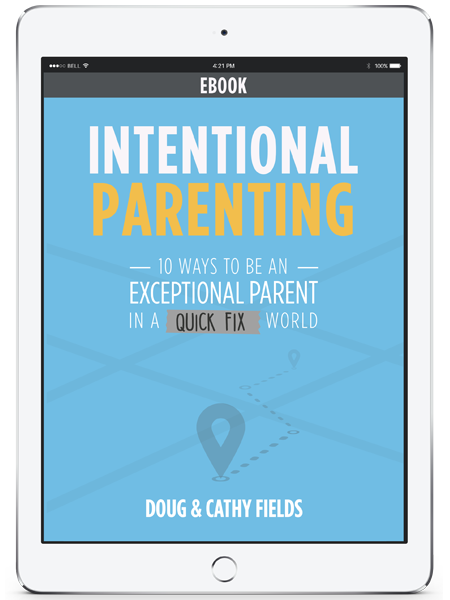 ●●●○○ BELL 4:21 PM 100%
EBOOK
INTENTIONAL
PARENTING
— 10 WAYS TO BE AN —
EXCEPTIONAL PARENT
IN A QUICK FIX WORLD
DOUG & CATHY FIELDS